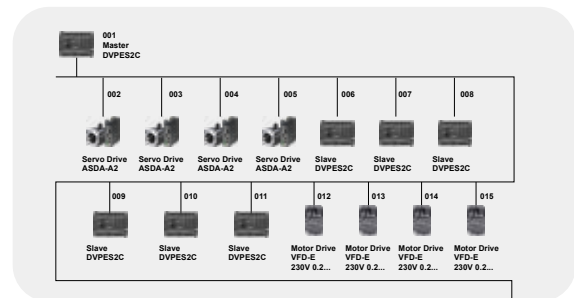 001
Master
DVPES2C
002 003 004 005 006 007 008
Servo Drive Servo Drive Servo Drive Servo Drive Slave Slave Slave
ASDA-A2 ASDA-A2 ASDA-A2 ASDA-A2 DVPES2C DVPES2C DVPES2C
009 010 011 012 013 014 015
Slave Slave Slave Motor Drive Motor Drive Motor Drive Motor Drive
DVPES2C DVPES2C DVPES2C VFD-E VFD-E VFD-E VFD-E
230V 0.2... 230V 0.2... 230V 0.2... 230V 0.2...